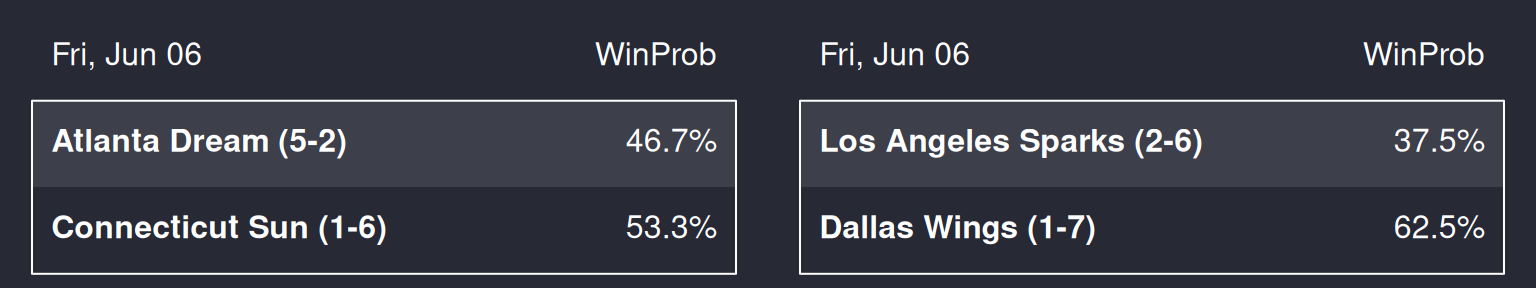 Fri, Jun 06 WinProb
Atlanta Dream (5-2) 46.7%
Connecticut Sun (1-6) 53.3%
Fri, Jun 06 WinProb
Los Angeles Sparks (2-6) 37.5%
Dallas Wings (1-7) 62.5%